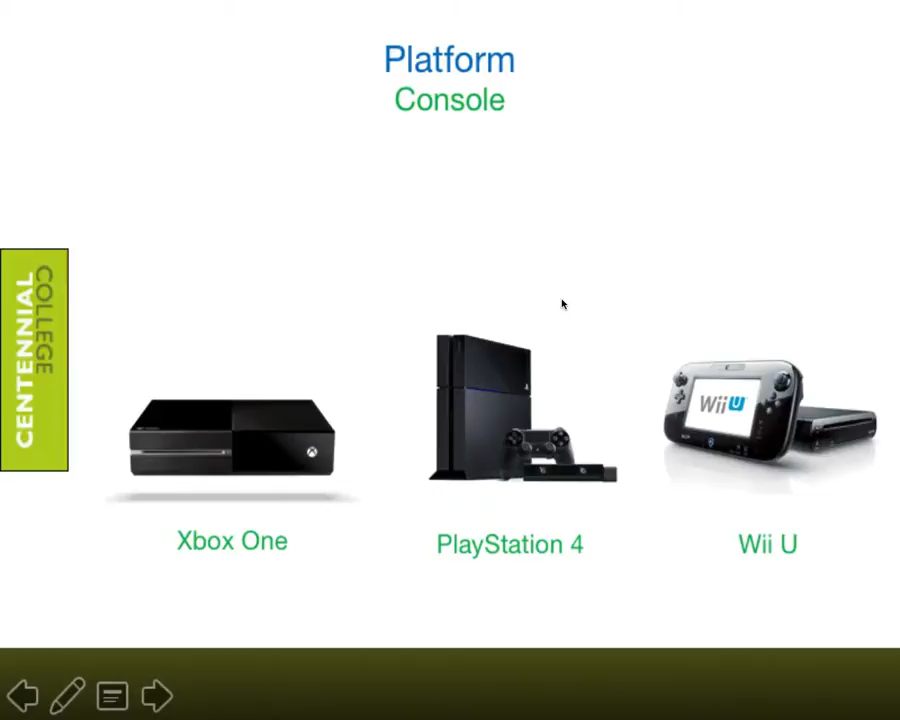 Platform
Console
CENTENNIAL
COLLEGE
Wii U
Xbox One
PlayStation 4
Wii U